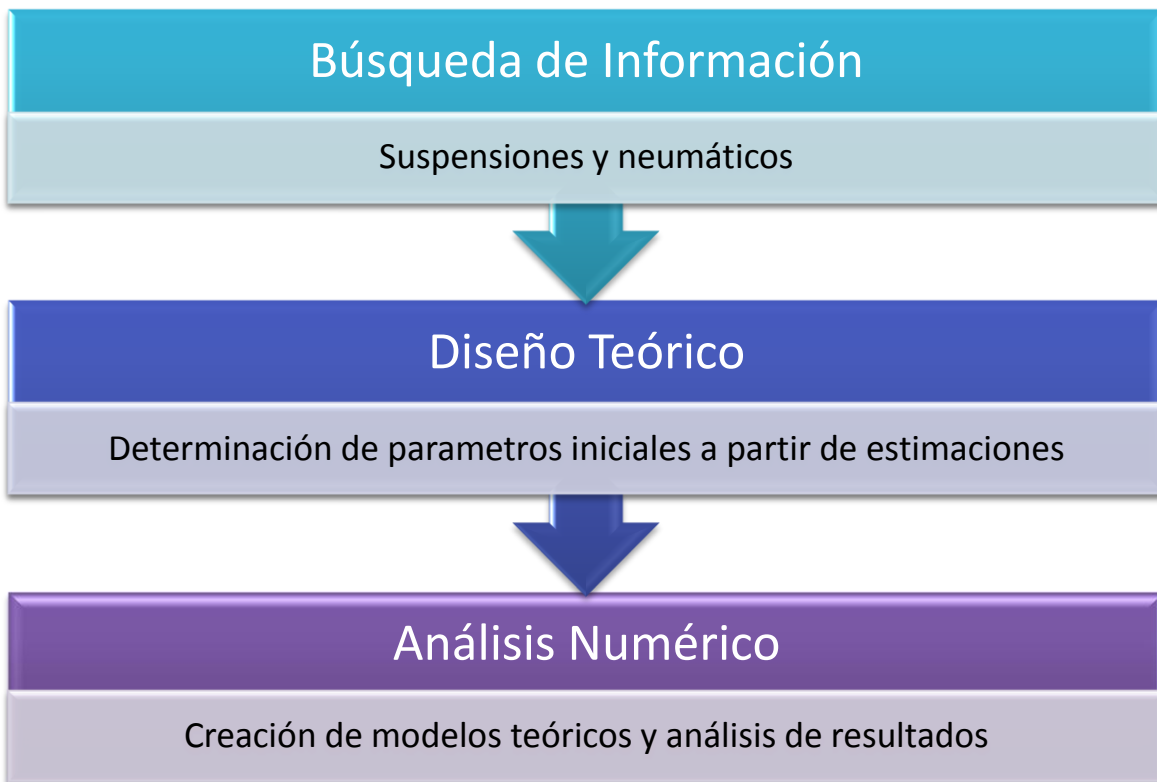 Búsqueda de Información
Suspensiones y neumáticos
Diseño Teórico
Determinación de parametros iniciales a partir de estimaciones
Análisis Numérico
Creación de modelos teóricos y análisis de resultados